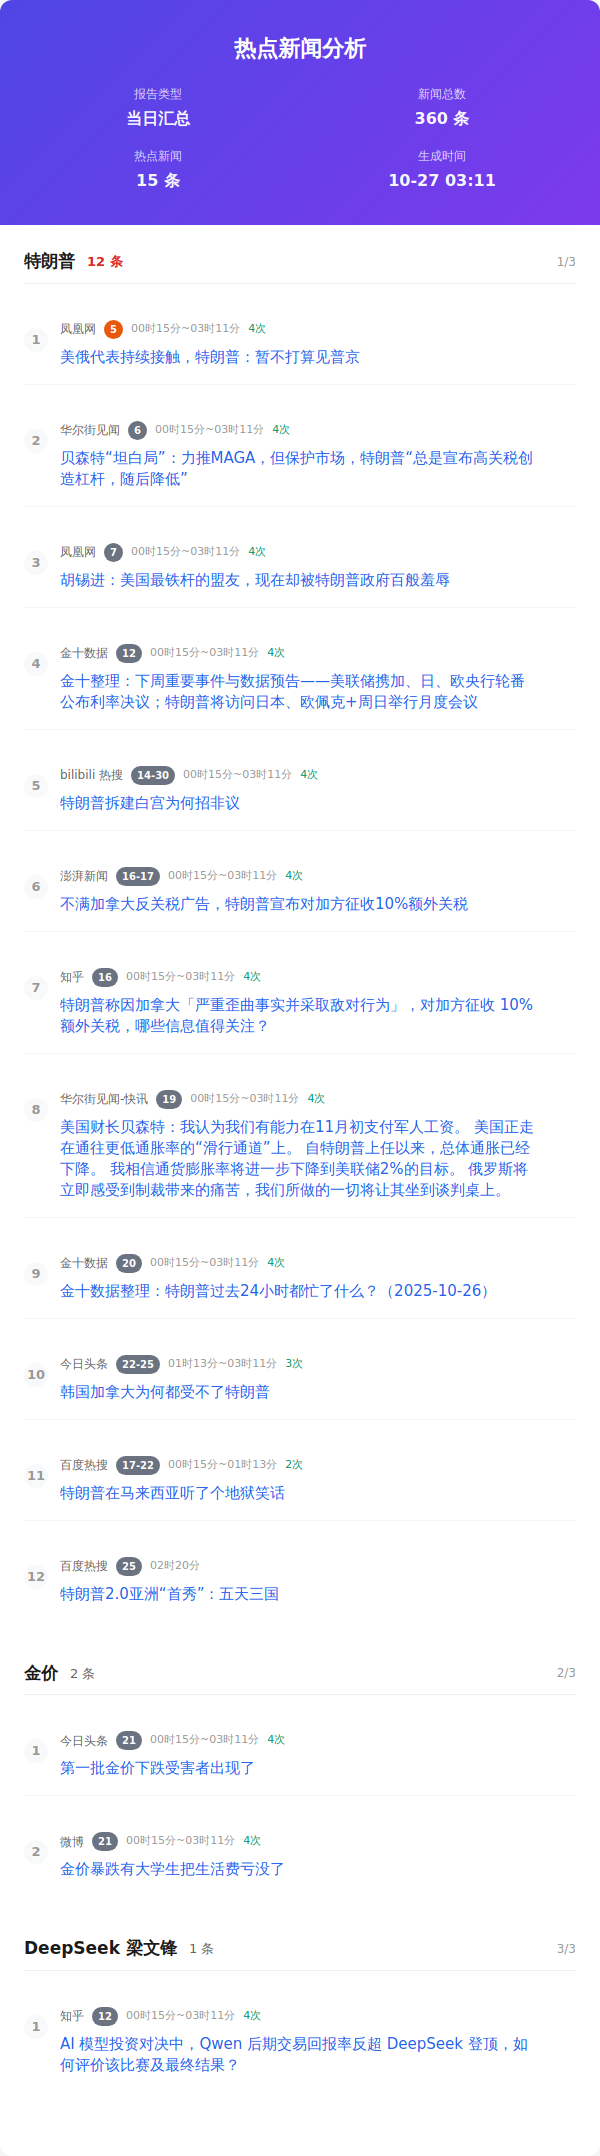 热点新闻分析
报告类型
新闻总数
当日汇总
360 条
热点新闻
生成时间
15 条
10-27 03:11
特朗普 12 条 1/3
1
凤凰网 5 00时15分~03时11分 4次
美俄代表持续接触，特朗普：暂不打算见普京
2
华尔街见闻 6 00时15分~03时11分 4次
贝森特“坦白局”：力推MAGA，但保护市场，特朗普“总是宣布高关税创
造杠杆，随后降低”
3
凤凰网 7 00时15分~03时11分 4次
胡锡进：美国最铁杆的盟友，现在却被特朗普政府百般羞辱
4
金十数据 12 00时15分~03时11分 4次
金十整理：下周重要事件与数据预告——美联储携加、日、欧央行轮番
公布利率决议；特朗普将访问日本、欧佩克+周日举行月度会议
5
bilibili 热搜 14-30 00时15分~03时11分 4次
特朗普拆建白宫为何招非议
6
澎湃新闻 16-17 00时15分~03时11分 4次
不满加拿大反关税广告，特朗普宣布对加方征收10%额外关税
7
知乎 16 00时15分~03时11分 4次
特朗普称因加拿大「严重歪曲事实并采取敌对行为」，对加方征收 10%
额外关税，哪些信息值得关注？
8
华尔街见闻-快讯 19 00时15分~03时11分 4次
美国财长贝森特：我认为我们有能力在11月初支付军人工资。 美国正走
在通往更低通胀率的“滑行通道”上。 自特朗普上任以来，总体通胀已经
下降。 我相信通货膨胀率将进一步下降到美联储2%的目标。 俄罗斯将
立即感受到制裁带来的痛苦，我们所做的一切将让其坐到谈判桌上。
9
金十数据 20 00时15分~03时11分 4次
金十数据整理：特朗普过去24小时都忙了什么？（2025-10-26）
10
今日头条 22-25 01时13分~03时11分 3次
韩国加拿大为何都受不了特朗普
11
百度热搜 17-22 00时15分~01时13分 2次
特朗普在马来西亚听了个地狱笑话
12
百度热搜 25 02时20分
特朗普2.0亚洲“首秀”：五天三国
金价 2 条 2/3
1
今日头条 21 00时15分~03时11分 4次
第一批金价下跌受害者出现了
2
微博 21 00时15分~03时11分 4次
金价暴跌有大学生把生活费亏没了
DeepSeek 梁文锋 1 条 3/3
1
知乎 12 00时15分~03时11分 4次
AI 模型投资对决中，Qwen 后期交易回报率反超 DeepSeek 登顶，如
何评价该比赛及最终结果？